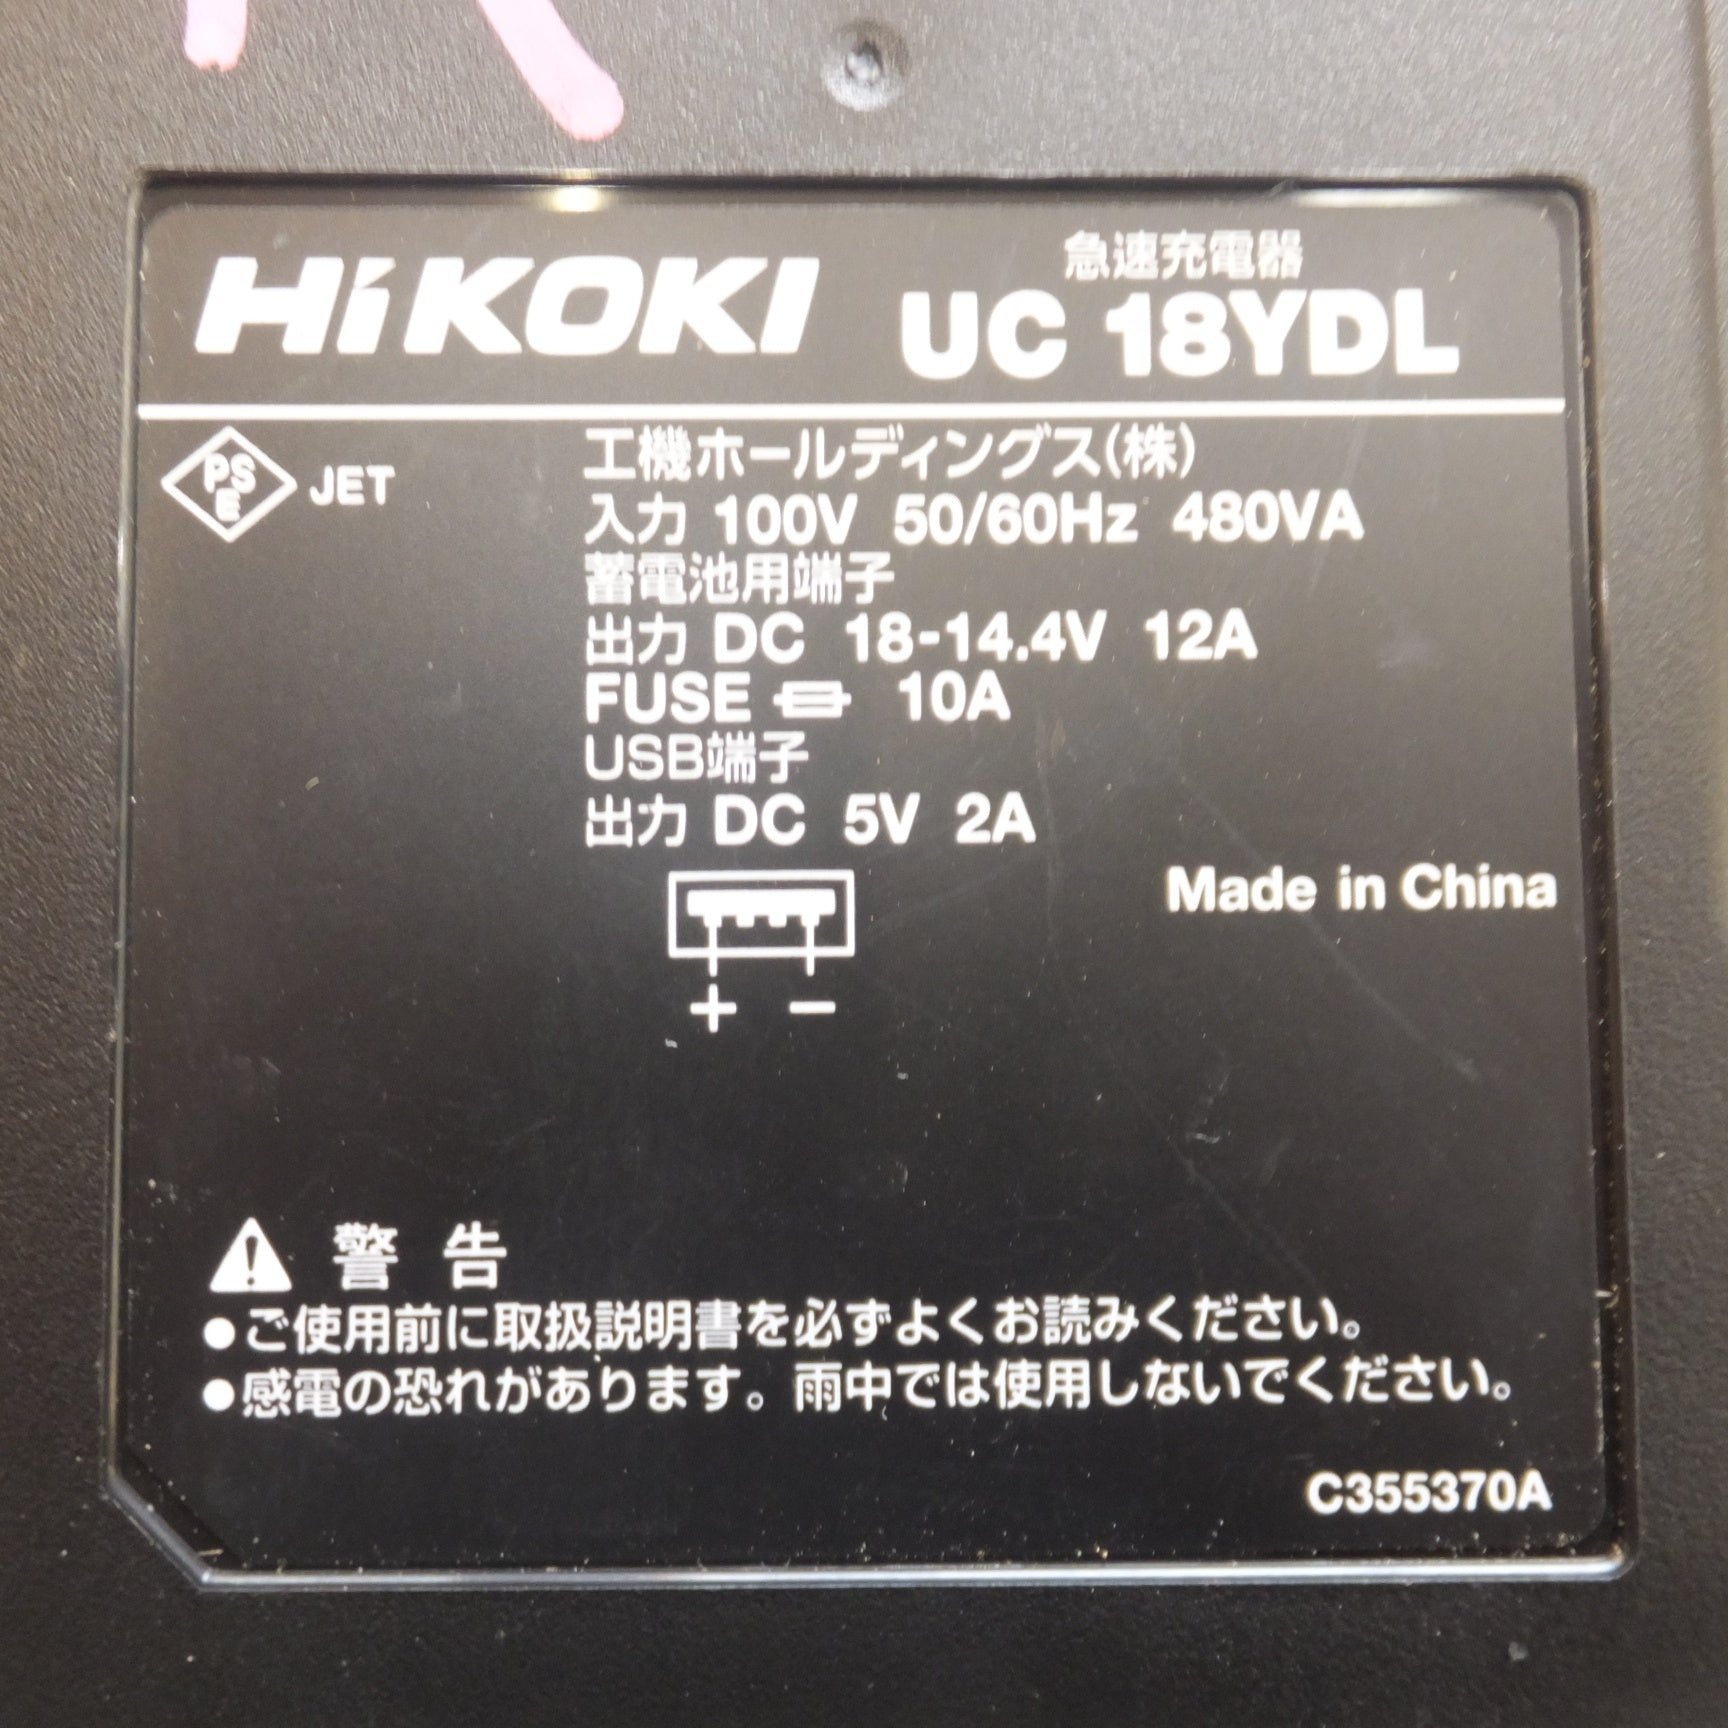 HiKOKI
急速充電器
UC 18YDL
PS
E
JET
工機ホールディングス(株)
入力 100V 50/60Hz 480VA
蓄電池用端子
出力 DC 18-14.4V 12A
FUSE 10A
USB端子
出力 DC 5V 2A
Made in China
+ −
警告
●ご使用前に取扱説明書を必ずよくお読みください。
●感電の恐れがあります。雨中では使用しないでください。
C355370A